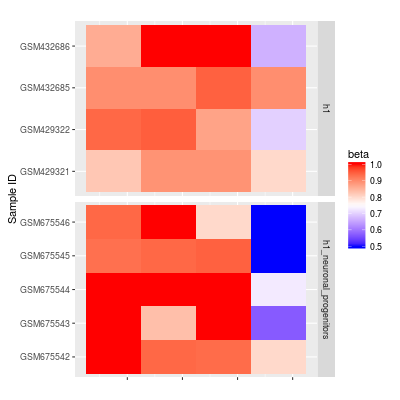 Sample ID
GSM432686
GSM432685
GSM429322
GSM429321
h1
GSM675546
GSM675545
GSM675544
GSM675543
GSM675542
h1_neuronal_progenitors
beta
1.0
0.9
0.8
0.7
0.6
0.5